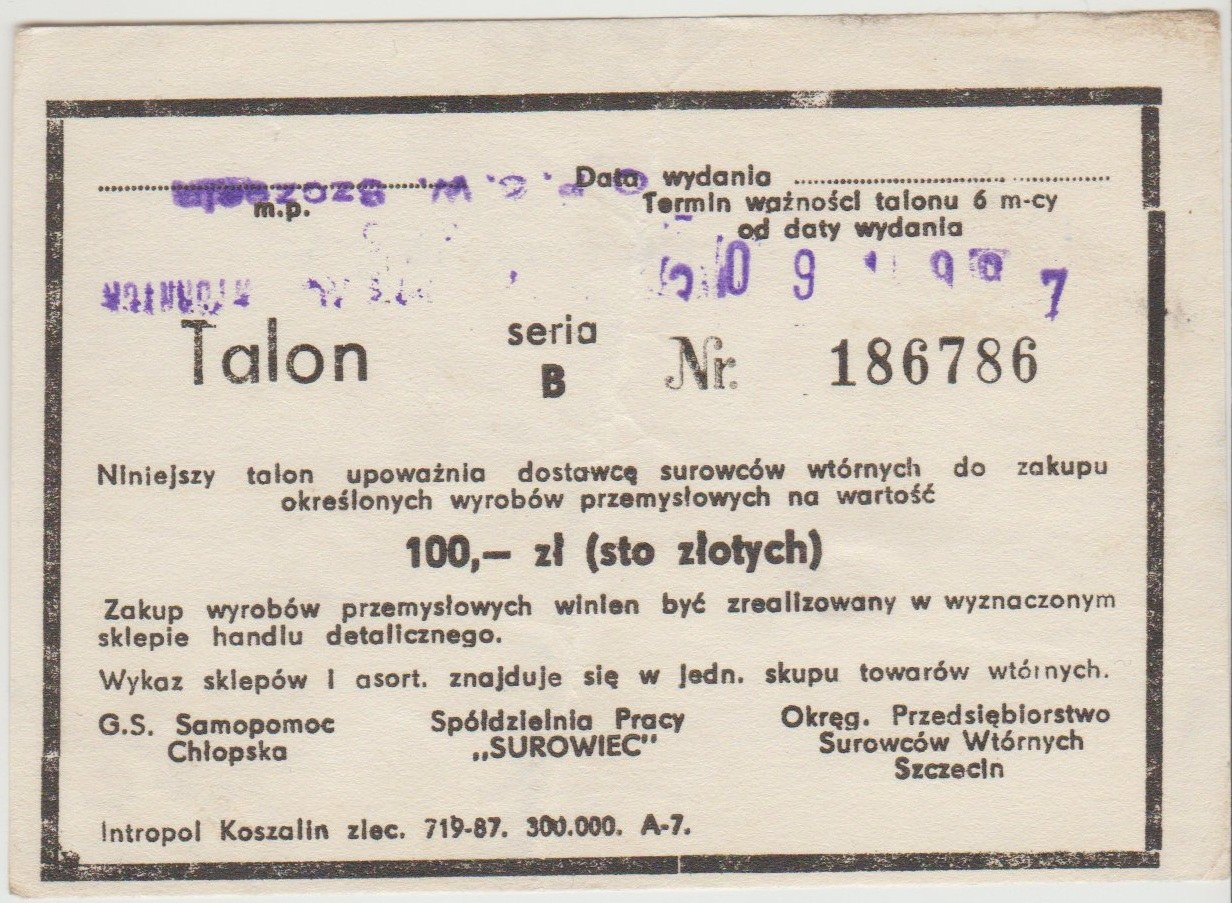 Data wydania
m.p.
Termin ważności talonu 6 m-cy
od daty wydania
Talon
seria
B
Nr. 186786
Niniejszy talon upoważnia dostawcę surowców wtórnych do zakupu
określonych wyrobów przemysłowych na wartość
100,— zł (sto złotych)
Zakup wyrobów przemysłowych winien być zrealizowany w wyznaczonym
sklepie handlu detalicznego.
Wykaz sklepów i asort. znajduje się w jedn. skupu towarów wtórnych.
G.S. Samopomoc
Chłopska
Spółdzielnia Pracy
„SUROWIEC"
Okręg. Przedsiębiorstwo
Surowców Wtórnych
Szczecin
Intropol Koszalin zlec. 719-87. 300.000. A-7.